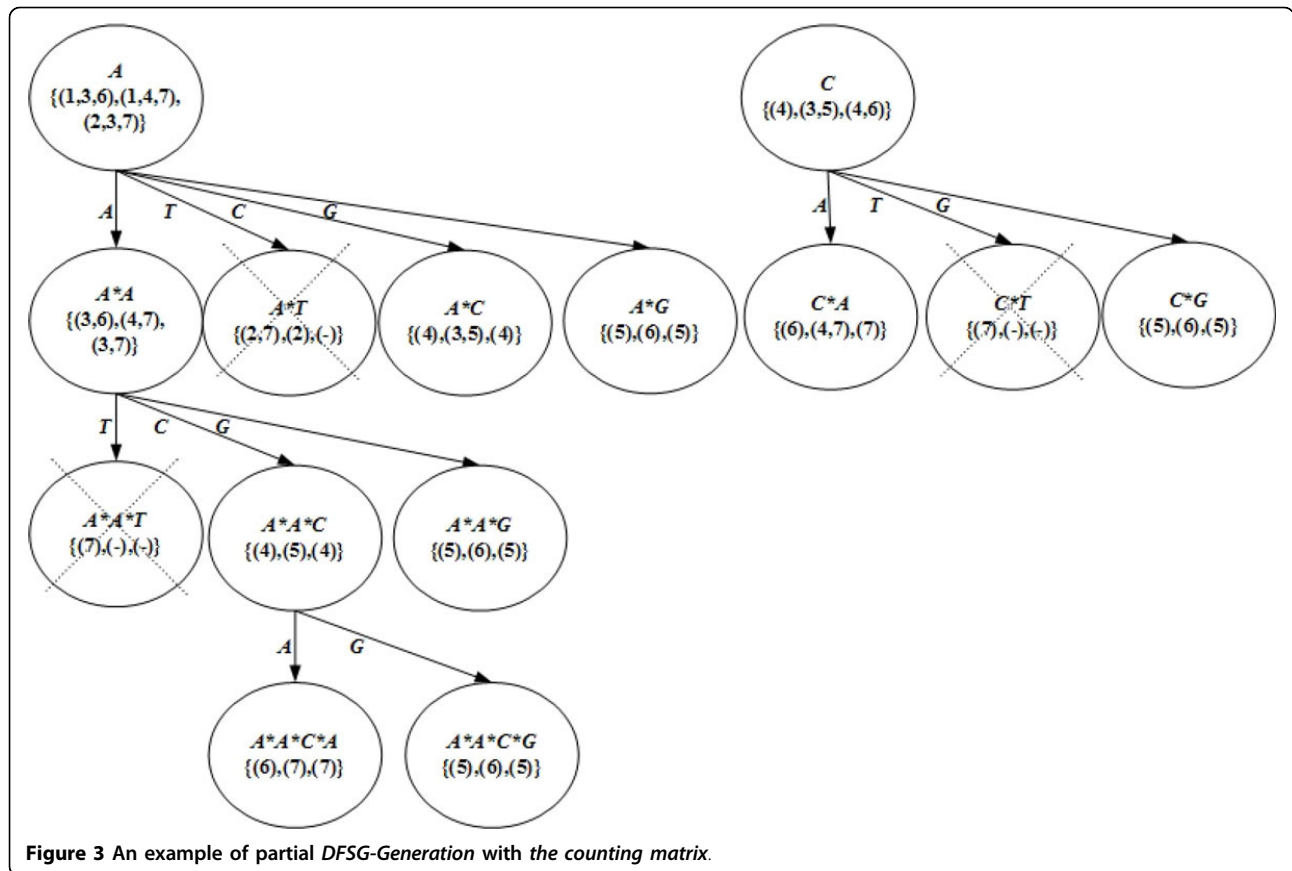 A
{(1,3,6),(1,4,7),
(2,3,7)}
C
{(4),(3,5),(4,6)}
A
T
C
G
A
T
G
A*A
{(3,6),(4,7),
(3,7)}
A*T
{(2,7),(2),(-)}
A*C
{(4),(3,5),(4)}
A*G
{(5),(6),(5)}
C*A
{(6),(4,7),(7)}
C*T
{(7),(-),(-)}
C*G
{(5),(6),(5)}
T
C
G
A*A*T
{(7),(-),(-)}
A*A*C
{(4),(5),(4)}
A*A*G
{(5),(6),(5)}
A
G
A*A*C*A
{(6),(7),(7)}
A*A*C*G
{(5),(6),(5)}
Figure 3 An example of partial DFSG-Generation with the counting matrix.